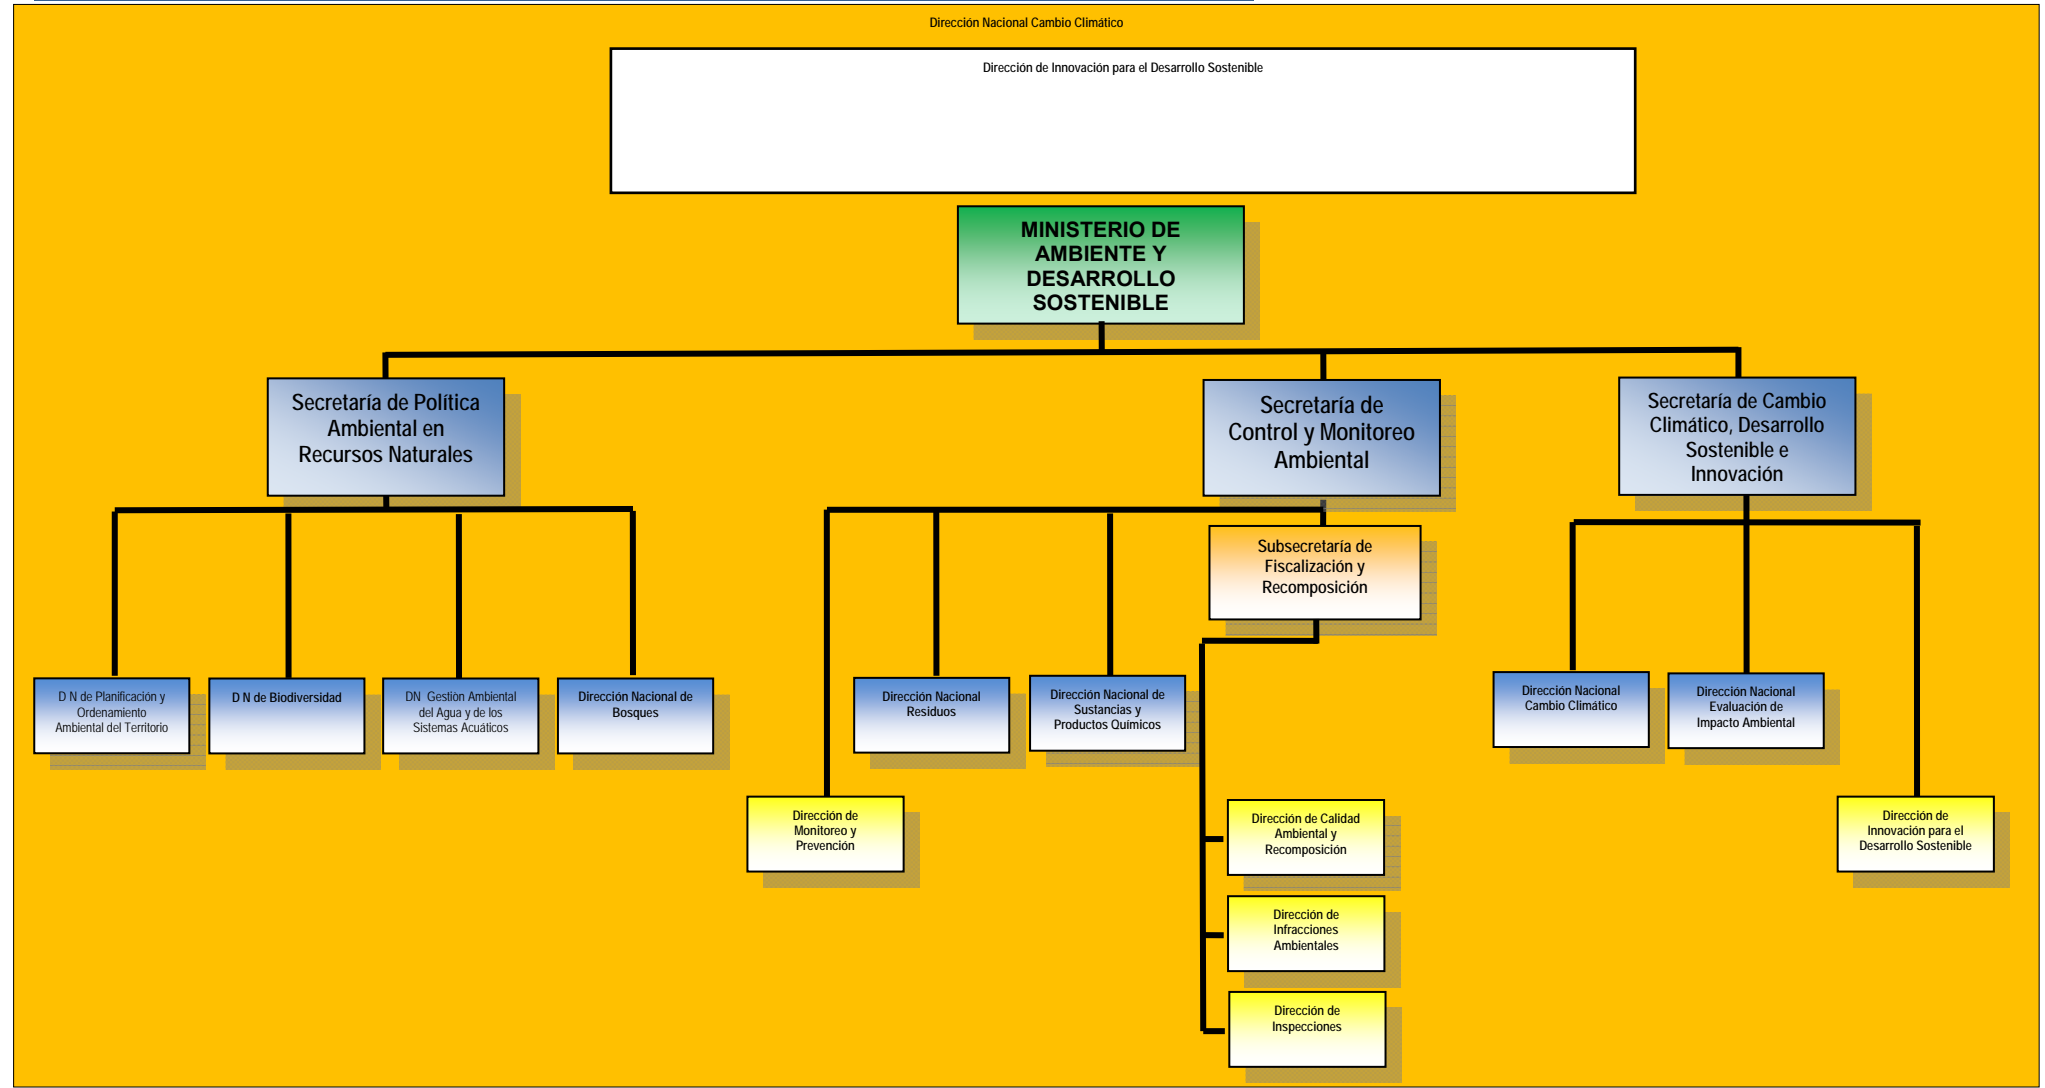 Dirección Nacional Cambio Climático
Dirección de Innovación para el Desarrollo Sostenible
MINISTERIO DE
AMBIENTE Y
DESARROLLO
SOSTENIBLE
Secretaría de Política
Ambiental en
Recursos Naturales
Secretaría de
Control y Monitoreo
Ambiental
Secretaría de Cambio
Climático, Desarrollo
Sostenible e
Innovación
Subsecretaría de
Fiscalización y
Recomposición
D N de Planificación y
Ordenamiento
Ambiental del Territorio
D N de Biodiversidad
DN Gestiòn Ambiental
del Agua y de los
Sistemas Acuáticos
Dirección Nacional de
Bosques
Dirección Nacional
Residuos
Dirección Nacional de
Sustancias y
Productos Químicos
Dirección Nacional
Cambio Climático
Dirección Nacional
Evaluación de
Impacto Ambiental
Dirección de
Monitoreo y
Prevención
Dirección de Calidad
Ambiental y
Recomposición
Dirección de
Innovación para el
Desarrollo Sostenible
Dirección de
Infracciones
Ambientales
Dirección de
Inspecciones